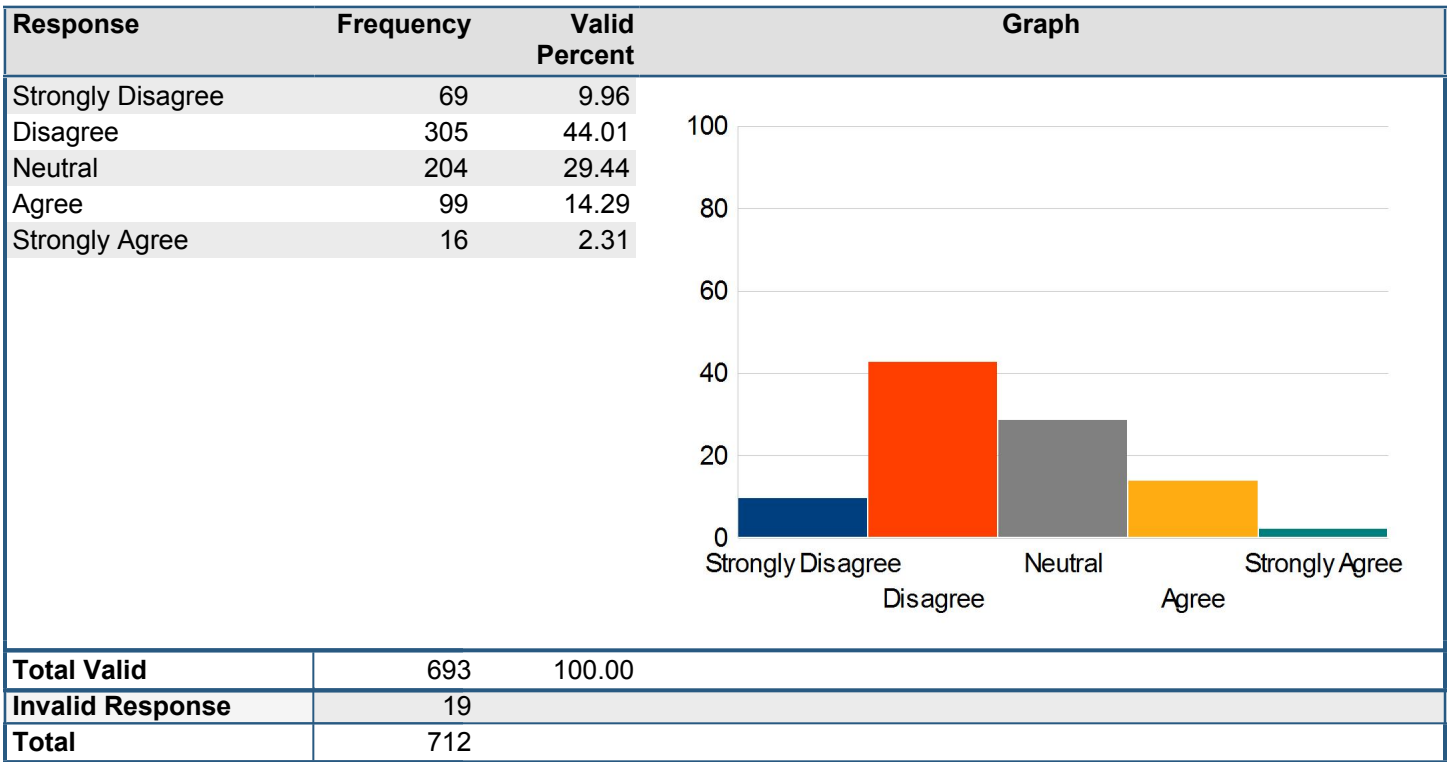 Response Frequency Valid Percent Graph
Strongly Disagree 69 9.96
Disagree 305 44.01
Neutral 204 29.44
Agree 99 14.29
Strongly Agree 16 2.31
100
80
60
40
20
0
Strongly Disagree Neutral Strongly Agree
Disagree Agree
Total Valid 693 100.00
Invalid Response 19
Total 712